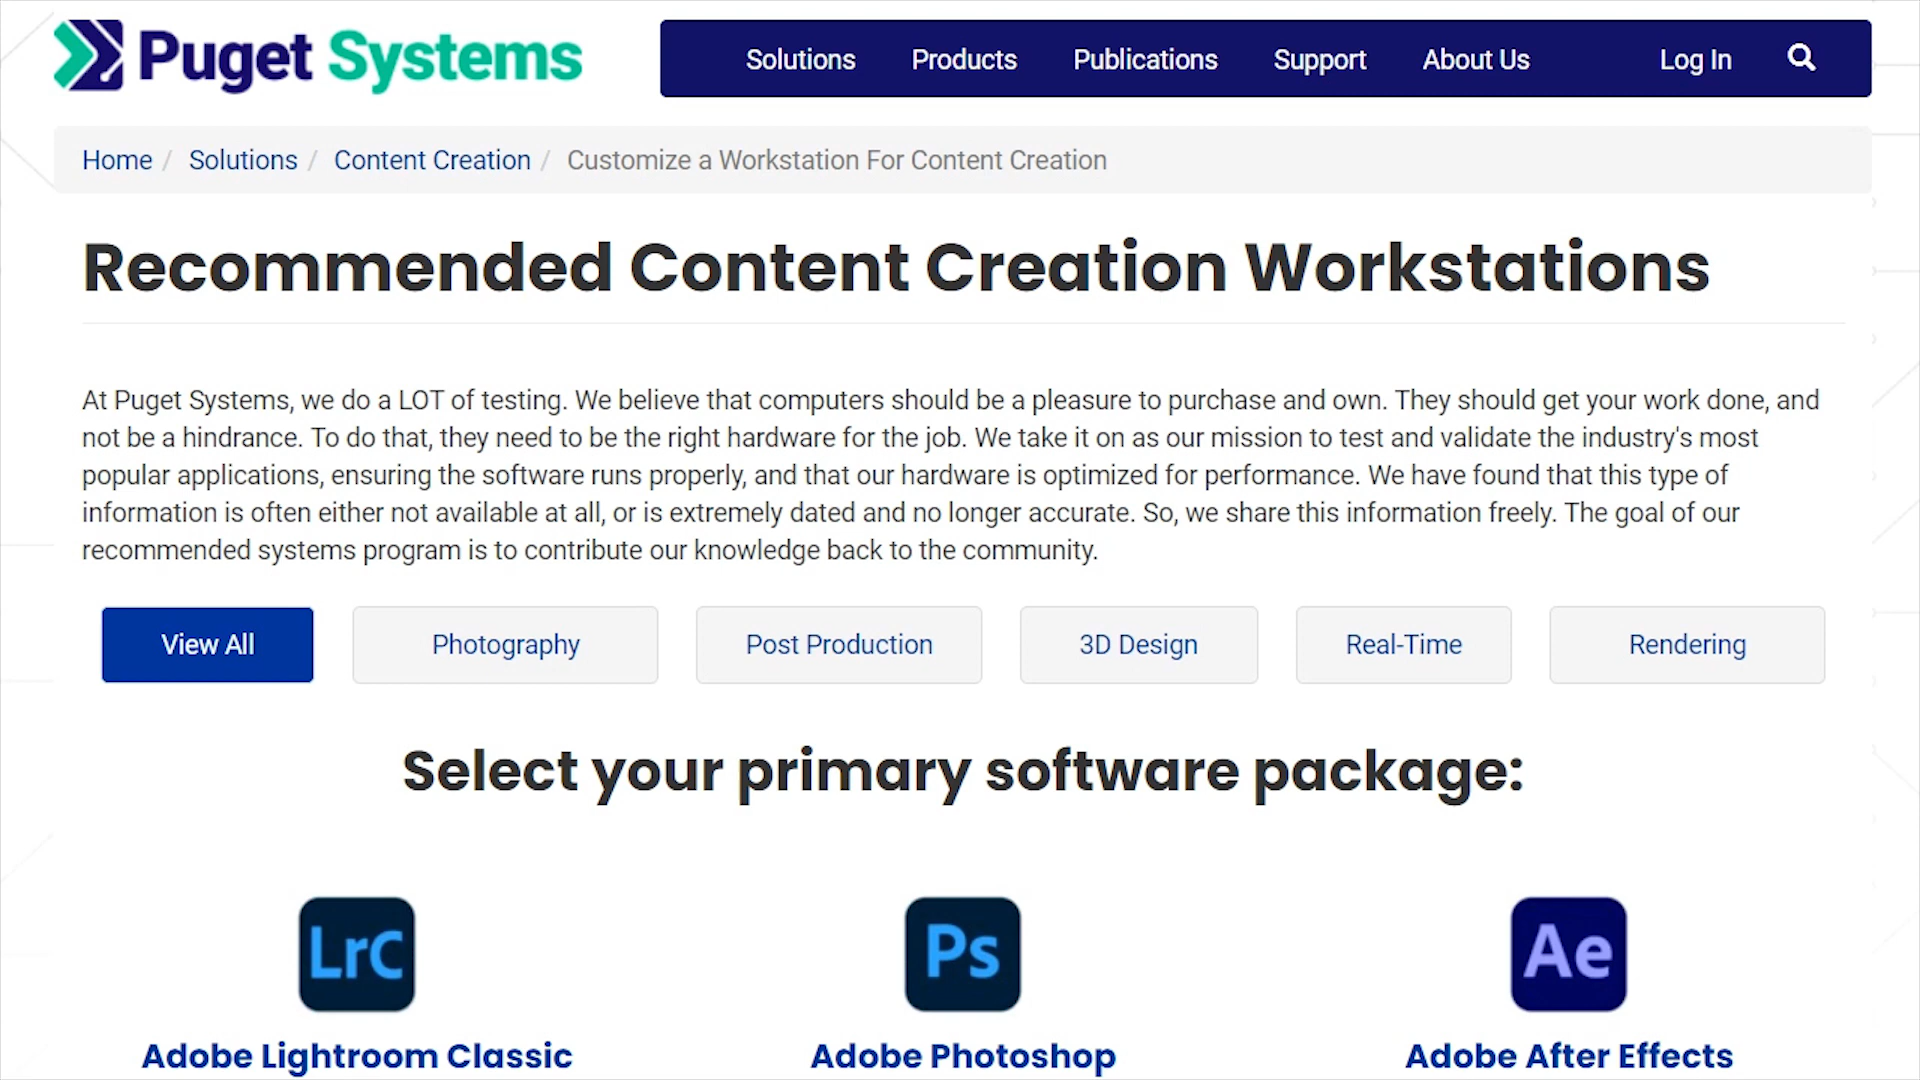 Puget Systems
Solutions Products Publications Support About Us Log In
Home / Solutions / Content Creation / Customize a Workstation For Content Creation
Recommended Content Creation Workstations
At Puget Systems, we do a LOT of testing. We believe that computers should be a pleasure to purchase and own. They should get your work done, and
not be a hindrance. To do that, they need to be the right hardware for the job. We take it on as our mission to test and validate the industry's most
popular applications, ensuring the software runs properly, and that our hardware is optimized for performance. We have found that this type of
information is often either not available at all, or is extremely dated and no longer accurate. So, we share this information freely. The goal of our
recommended systems program is to contribute our knowledge back to the community.
View All Photography Post Production 3D Design Real-Time Rendering
Select your primary software package:
LrC Ps Ae
Adobe Lightroom Classic Adobe Photoshop Adobe After Effects